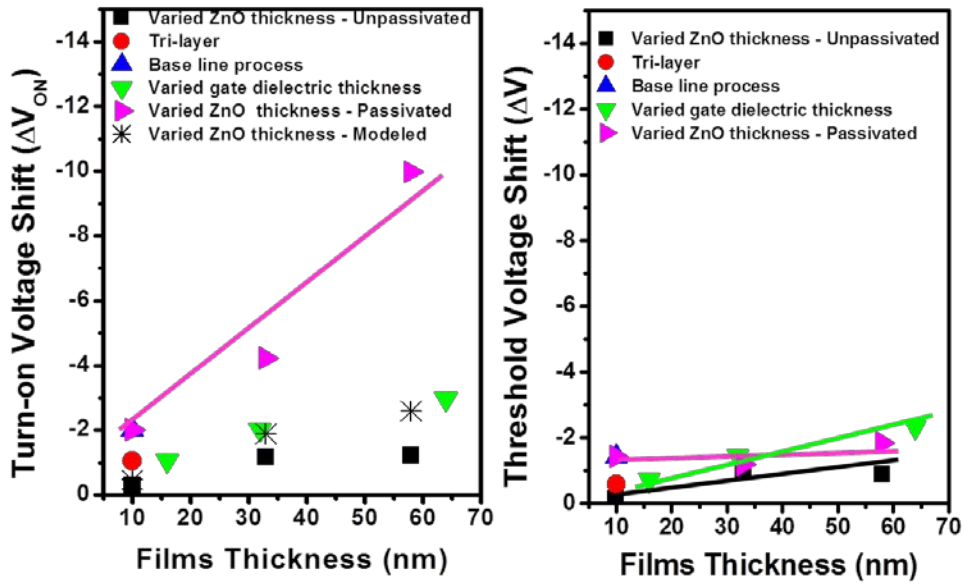 Turn-on Voltage Shift (ΔV_ON)
-14
-12
-10
-8
-6
-4
-2
0
Varied ZnO thickness - Unpassivated
Tri-layer
Base line process
Varied gate dielectric thickness
Varied ZnO thickness - Passivated
Varied ZnO thickness - Modeled
10 20 30 40 50 60 70
Films Thickness (nm)
Threshold Voltage Shift (ΔV)
-14
-12
-10
-8
-6
-4
-2
0
Varied ZnO thickness - Unpassivated
Tri-layer
Base line process
Varied gate dielectric thickness
Varied ZnO thickness - Passivated
10 20 30 40 50 60 70
Films Thickness (nm)